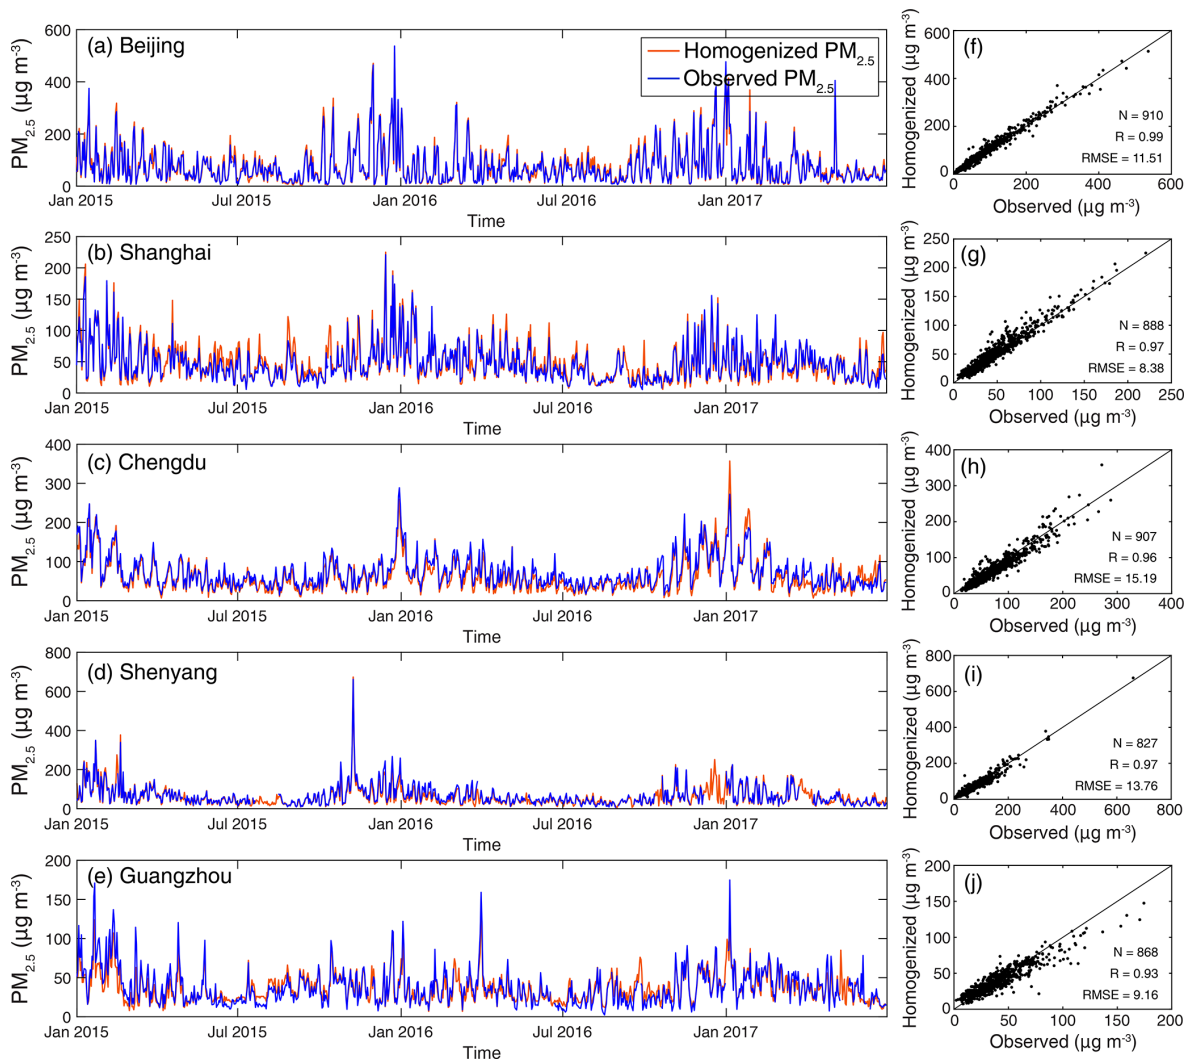 (a) Beijing
Homogenized PM2.5
Observed PM2.5
PM2.5 (µg m-3)
600
400
200
0
Jan 2015
Jul 2015
Jan 2016
Jul 2016
Jan 2017
Time
(f)
N = 910
R = 0.99
RMSE = 11.51
Homogenized (µg m-3)
600
400
200
0
0
200
400
600
Observed (µg m-3)
(b) Shanghai
PM2.5 (µg m-3)
250
200
150
100
50
0
Jan 2015
Jul 2015
Jan 2016
Jul 2016
Jan 2017
Time
(g)
N = 888
R = 0.97
RMSE = 8.38
Homogenized (µg m-3)
250
200
150
100
50
0
0
50
100
150
200
250
Observed (µg m-3)
(c) Chengdu
PM2.5 (µg m-3)
400
300
200
100
0
Jan 2015
Jul 2015
Jan 2016
Jul 2016
Jan 2017
Time
(h)
N = 907
R = 0.96
RMSE = 15.19
Homogenized (µg m-3)
400
300
200
100
0
0
100
200
300
400
Observed (µg m-3)
(d) Shenyang
PM2.5 (µg m-3)
800
600
400
200
0
Jan 2015
Jul 2015
Jan 2016
Jul 2016
Jan 2017
Time
(i)
N = 827
R = 0.97
RMSE = 13.76
Homogenized (µg m-3)
800
600
400
200
0
0
200
400
600
800
Observed (µg m-3)
(e) Guangzhou
PM2.5 (µg m-3)
200
150
100
50
0
Jan 2015
Jul 2015
Jan 2016
Jul 2016
Jan 2017
Time
(j)
N = 868
R = 0.93
RMSE = 9.16
Homogenized (µg m-3)
200
150
100
50
0
0
50
100
150
200
Observed (µg m-3)